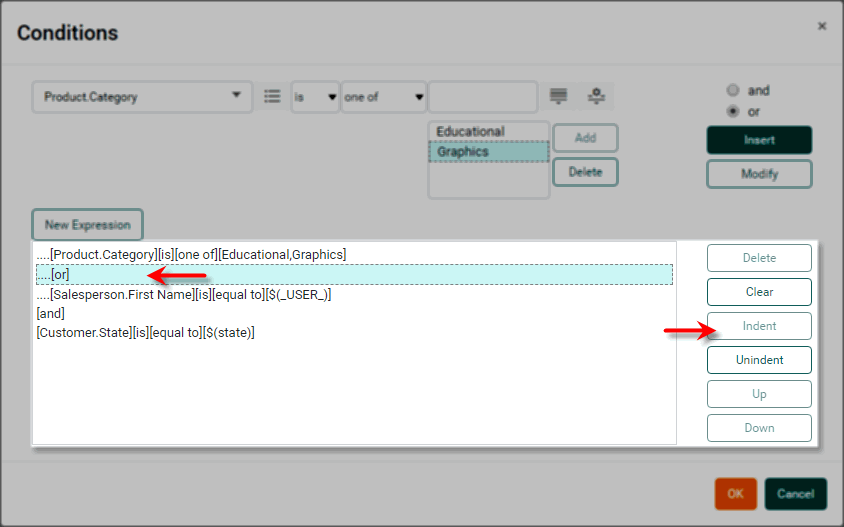 Conditions
×
Product.Category
is
one of
and
or
Educational
Graphics
Add
Delete
Insert
Modify
New Expression
....[Product.Category][is][one of][Educational,Graphics]
....[or]
....[Salesperson.First Name][is][equal to][$(_USER_)]
[and]
[Customer.State][is][equal to][$(state)]
Delete
Clear
Indent
Unindent
Up
Down
OK
Cancel